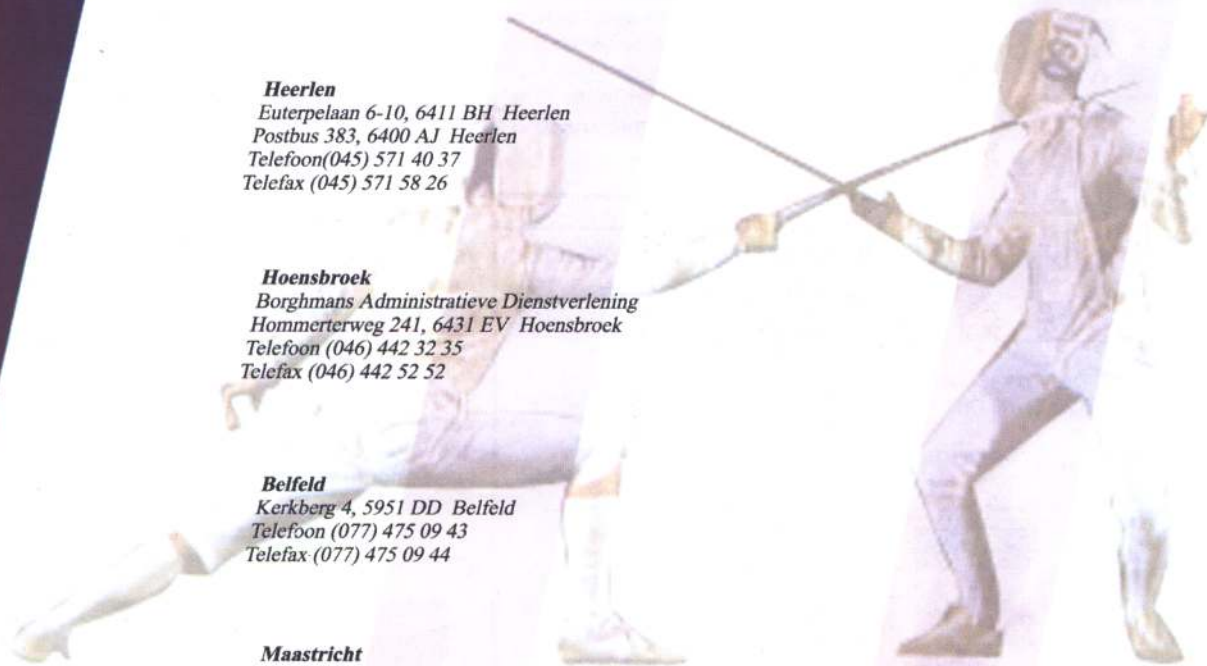 Heerlen
Euterpelaan 6-10, 6411 BH Heerlen
Postbus 383, 6400 AJ Heerlen
Telefoon(045) 571 40 37
Telefax (045) 571 58 26
Hoensbroek
Borghmans Administratieve Dienstverlening
Hommerterweg 241, 6431 EV Hoensbroek
Telefoon (046) 442 32 35
Telefax (046) 442 52 52
Belfeld
Kerkberg 4, 5951 DD Belfeld
Telefoon (077) 475 09 43
Telefax (077) 475 09 44
Maastricht